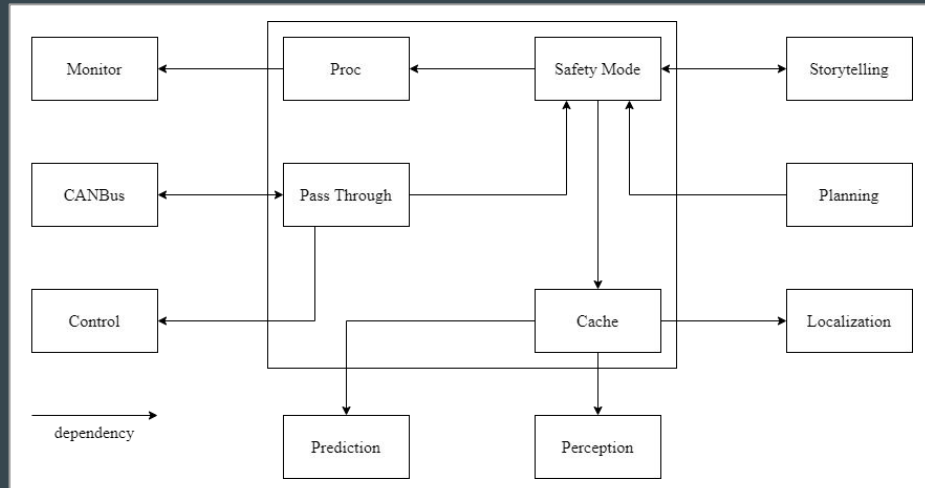 Monitor
Proc
Safety Mode
Storytelling
CANBus
Pass Through
Planning
Control
Cache
Localization
dependency
Prediction
Perception